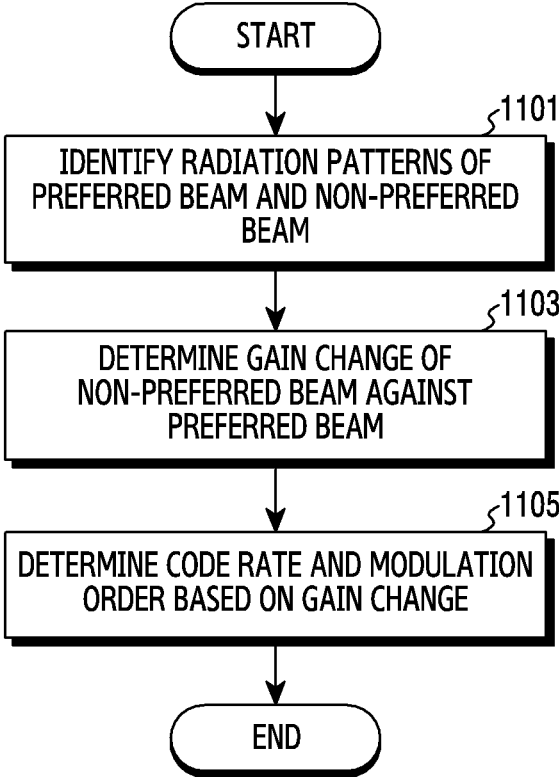 START
1101
IDENTIFY RADIATION PATTERNS OF
PREFERRED BEAM AND NON-PREFERRED
BEAM
1103
DETERMINE GAIN CHANGE OF
NON-PREFERRED BEAM AGAINST
PREFERRED BEAM
1105
DETERMINE CODE RATE AND MODULATION
ORDER BASED ON GAIN CHANGE
END